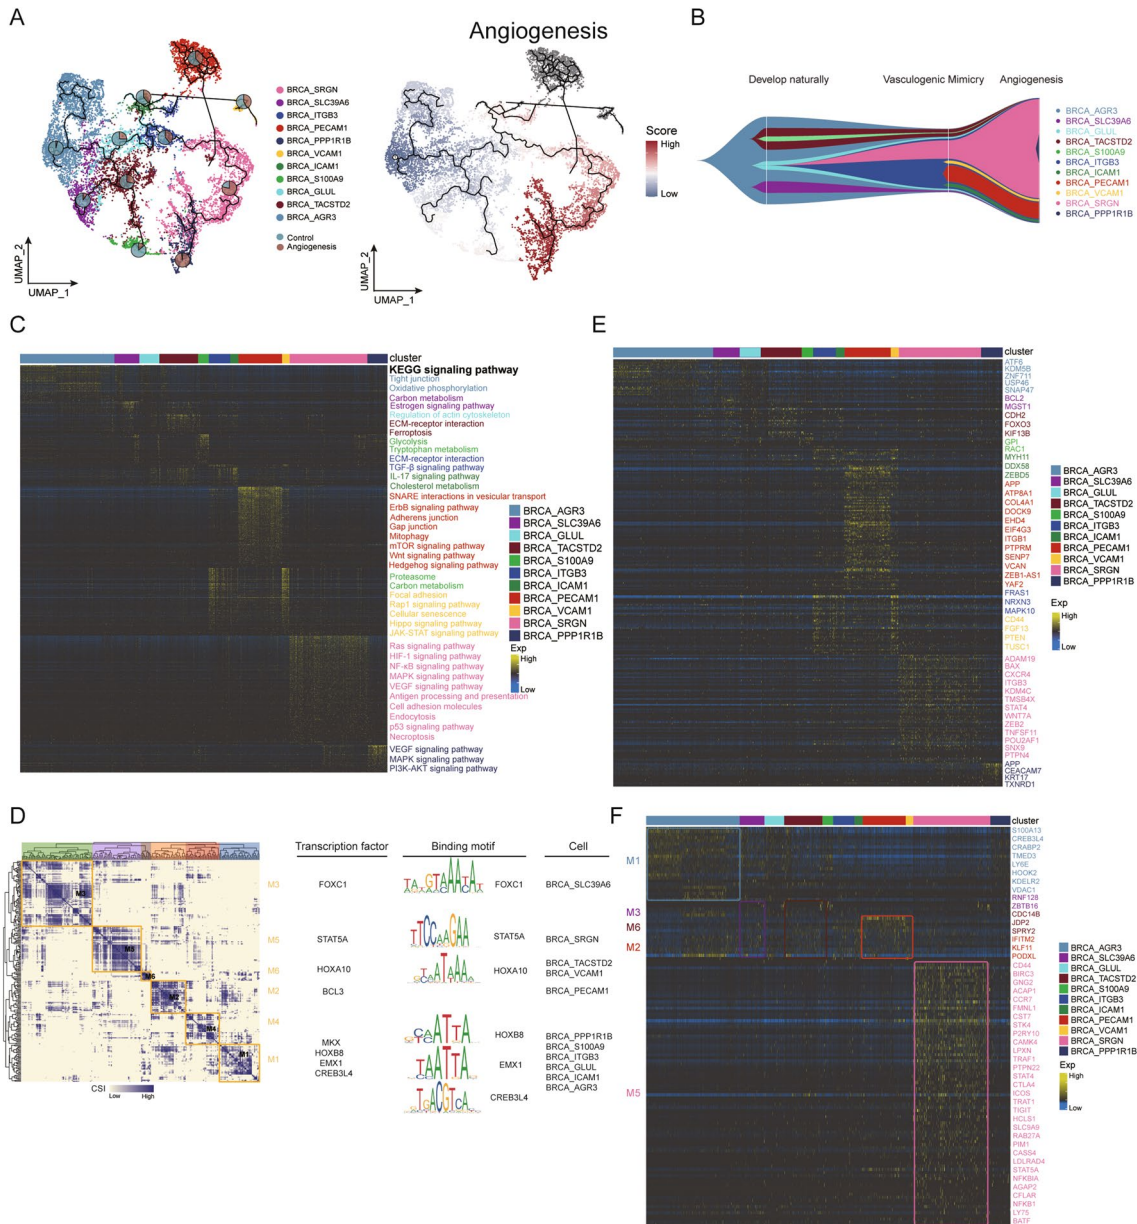 A
Angiogenesis
BRCA_SRGN
BRCA_SLC39A6
BRCA_ITGB3
BRCA_PECAM1
BRCA_PPP1R1B
BRCA_VCAM1
BRCA_ICAM1
BRCA_S100A9
BRCA_GLUL
BRCA_TACSTD2
BRCA_AGR3
Control
Angiogenesis
UMAP_2
UMAP_1
UMAP_2
UMAP_1
Score
High
Low
B
Develop naturally
Vasculogenic Mimicry
Angiogenesis
BRCA_AGR3
BRCA_SLC39A6
BRCA_GLUL
BRCA_TACSTD2
BRCA_S100A9
BRCA_ITGB3
BRCA_ICAM1
BRCA_PECAM1
BRCA_VCAM1
BRCA_SRGN
BRCA_PPP1R1B
C
cluster
KEGG signaling pathway
Tight junction
Oxidative phosphorylation
Carbon metabolism
Estrogen signaling pathway
Regulation of actin cytoskeleton
ECM-receptor interaction
Ferroptosis
Glycolysis
Tryptophan metabolism
ECM-receptor interaction
TGF-β signaling pathway
IL-17 signaling pathway
Cholesterol metabolism
SNARE interactions in vesicular transport
ErbB signaling pathway
Adherens junction
Gap junction
Mitophagy
mTOR signaling pathway
Wnt signaling pathway
Hedgehog signaling pathway
Proteasome
Carbon metabolism
Focal adhesion
Rap1 signaling pathway
Cellular senescence
Hippo signaling pathway
JAK-STAT signaling pathway
Ras signaling pathway
HIF-1 signaling pathway
NF-κB signaling pathway
MAPK signaling pathway
VEGF signaling pathway
Antigen processing and presentation
Cell adhesion molecules
Endocytosis
p53 signaling pathway
Necroptosis
VEGF signaling pathway
MAPK signaling pathway
PI3K-AKT signaling pathway
BRCA_AGR3
BRCA_SLC39A6
BRCA_GLUL
BRCA_TACSTD2
BRCA_S100A9
BRCA_ITGB3
BRCA_ICAM1
BRCA_PECAM1
BRCA_VCAM1
BRCA_SRGN
BRCA_PPP1R1B
Exp
High
Low
E
cluster
ATF6
KDM5B
ZNF711
USP46
SNAP47
BCL2
MGST1
CDH2
FOXO3
KIF13B
GPI
RAC1
MYH11
DDX58
ZEBD5
APP
ATP8A1
COL4A1
DOCK9
EHD4
EIF4G3
ITGB1
PTPRM
SENP7
VCAN
ZEB1-AS1
YAF2
FRAS1
NRXN3
MAPK10
CD44
FGF13
PTEN
TUSC1
ADAM19
BAX
CXCR4
ITGB3
KDM4C
TMSB4X
STAT4
WNT7A
ZEB2
TNFSF11
POU2AF1
SNX9
PTPN4
APP
CEACAM7
KRT17
TXNRD1
BRCA_AGR3
BRCA_SLC39A6
BRCA_GLUL
BRCA_TACSTD2
BRCA_S100A9
BRCA_ITGB3
BRCA_ICAM1
BRCA_PECAM1
BRCA_VCAM1
BRCA_SRGN
BRCA_PPP1R1B
Exp
High
Low
D
M3
M5
M6
M2
M4
M1
M3
M5
M6
M2
M4
M1
CSI
Low High
Transcription factor
Binding motif
Cell
FOXC1
FOXC1
BRCA_SLC39A6
STAT5A
STAT5A
BRCA_SRGN
HOXA10
HOXA10
BRCA_TACSTD2
BRCA_VCAM1
BCL3
BRCA_PECAM1
MKX
HOXB8
EMX1
CREB3L4
HOXB8
EMX1
CREB3L4
BRCA_PPP1R1B
BRCA_S100A9
BRCA_ITGB3
BRCA_GLUL
BRCA_ICAM1
BRCA_AGR3
F
cluster
M1
M3
M6
M2
M5
S100A13
CREB3L4
CRABP2
TMED3
LY6E
HOOK2
KDELR2
VDAC1
RNF128
ZBTB16
CDC14B
JDP2
SPRY2
IFITM2
KLF11
PODXL
CD44
BIRC3
GNG2
ACAP1
CCR7
FMNL1
CST7
STK4
P2RY10
CAMK4
LPXN
TRAF1
PTPN22
STAT4
CTLA4
ICOS
TRAT1
TIGIT
HCLS1
SLC9A9
RAB27A
PIM1
CASS4
LDLRAD4
STAT5A
NFKBIA
AGAP2
CFLAR
NFKB1
LY75
BATF
BRCA_AGR3
BRCA_SLC39A6
BRCA_GLUL
BRCA_TACSTD2
BRCA_S100A9
BRCA_ITGB3
BRCA_ICAM1
BRCA_PECAM1
BRCA_VCAM1
BRCA_SRGN
BRCA_PPP1R1B
Exp
High
Low